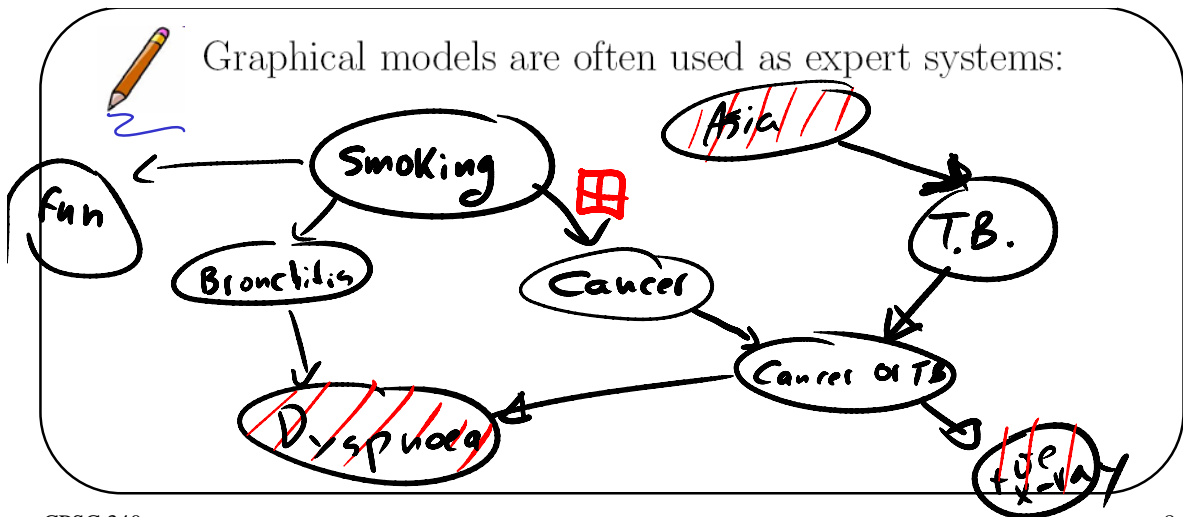 Graphical models are often used as expert systems:
Asia
Smoking
fun
T.B.
Bronchitis
Cancer
Cancer or TB
Dyspnoea
+ve
x-ray